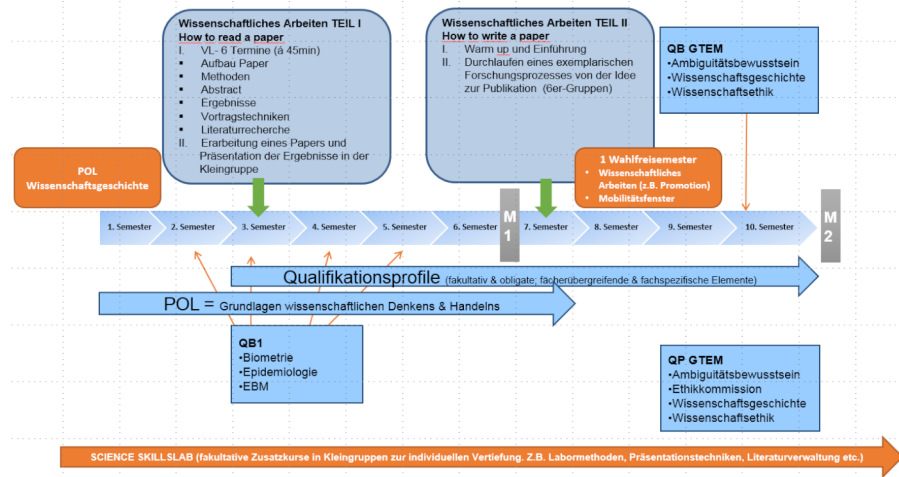 Wissenschaftliches Arbeiten TEIL I
How to read a paper
I. VL- 6 Termine (á 45min)
▪ Aufbau Paper
▪ Methoden
▪ Abstract
▪ Ergebnisse
▪ Vortragstechniken
▪ Literaturrecherche
II. Erarbeitung eines Papers und
Präsentation der Ergebnisse in der
Kleingruppe
Wissenschaftliches Arbeiten TEIL II
How to write a paper
I. Warm up und Einführung
II. Durchlaufen eines exemplarischen
Forschungsprozesses von der Idee
zur Publikation (6er-Gruppen)
QB GTEM
•Ambiguitätsbewusstsein
•Wissenschaftsgeschichte
•Wissenschaftsethik
POL
Wissenschaftsgeschichte
1 Wahlfreisemester
• Wissenschaftliches
Arbeiten (z.B. Promotion)
• Mobilitätsfenster
1. Semester
2. Semester
3. Semester
4. Semester
5. Semester
6. Semester
M
1
7. Semester
8. Semester
9. Semester
10. Semester
M
2
Qualifikationsprofile (fakultativ & obligate; fächerübergreifende & fachspezifische Elemente)
POL = Grundlagen wissenschaftlichen Denkens & Handelns
QB1
•Biometrie
•Epidemiologie
•EBM
QP GTEM
•Ambiguitätsbewusstsein
•Ethikkommission
•Wissenschaftsgeschichte
•Wissenschaftsethik
SCIENCE SKILLSLAB (fakultative Zusatzkurse in Kleingruppen zur individuellen Vertiefung. Z.B. Labormethoden, Präsentationstechniken, Literaturverwaltung etc.)